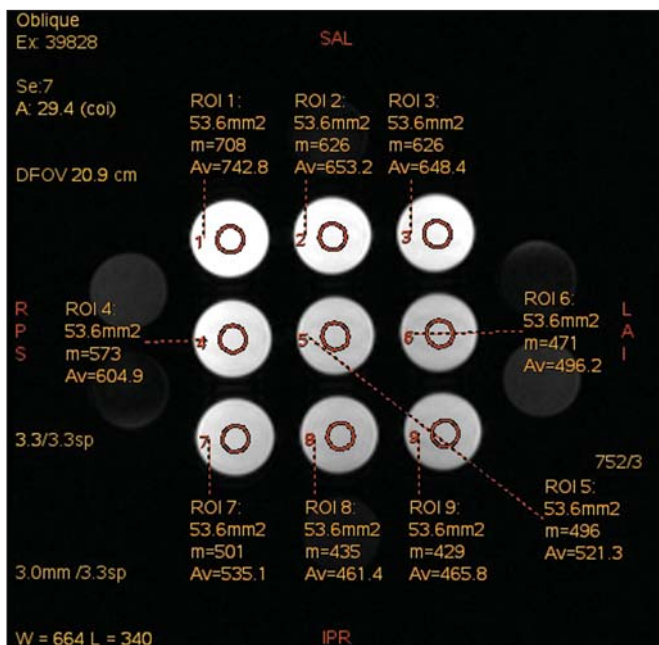 Oblique
Ex: 39828
SAL
Se:7
A: 29.4 (coi)
DFOV 20.9 cm
ROI 1:
53.6mm2
m=708
Av=742.8
ROI 2:
53.6mm2
m=626
Av=653.2
ROI 3:
53.6mm2
m=626
Av=648.4
1
2
3
R
P
S
ROI 4:
53.6mm2
m=573
Av=604.9
4
5
6
ROI 6:
53.6mm2
m=471
Av=496.2
L
A
I
7
8
9
3.3/3.3sp
752/3
ROI 7:
53.6mm2
m=501
Av=535.1
ROI 8:
53.6mm2
m=435
Av=461.4
ROI 9:
53.6mm2
m=429
Av=465.8
ROI 5:
53.6mm2
m=496
Av=521.3
3.0mm /3.3sp
W = 664 L = 340
IPR